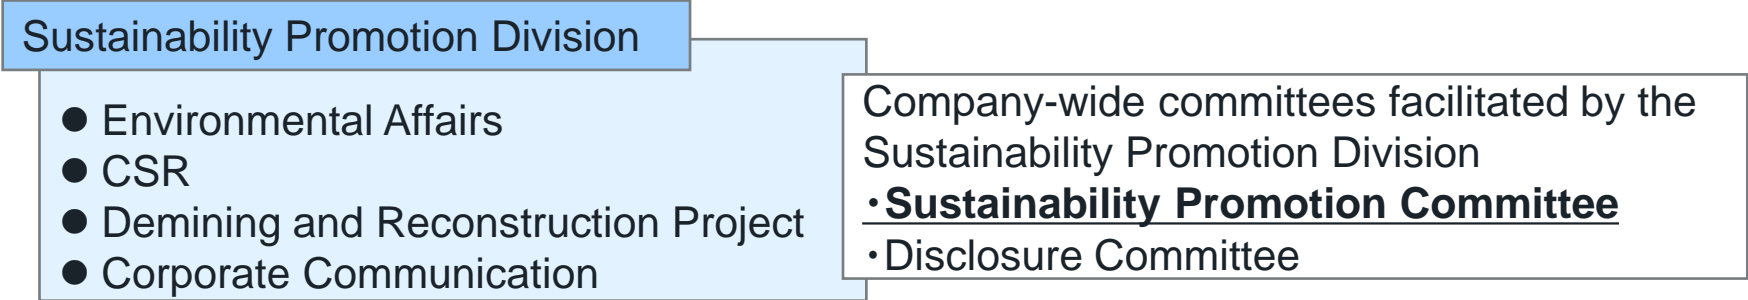 Sustainability Promotion Division
● Environmental Affairs
● CSR
● Demining and Reconstruction Project
● Corporate Communication
Company-wide committees facilitated by the
Sustainability Promotion Division
・Sustainability Promotion Committee
・Disclosure Committee